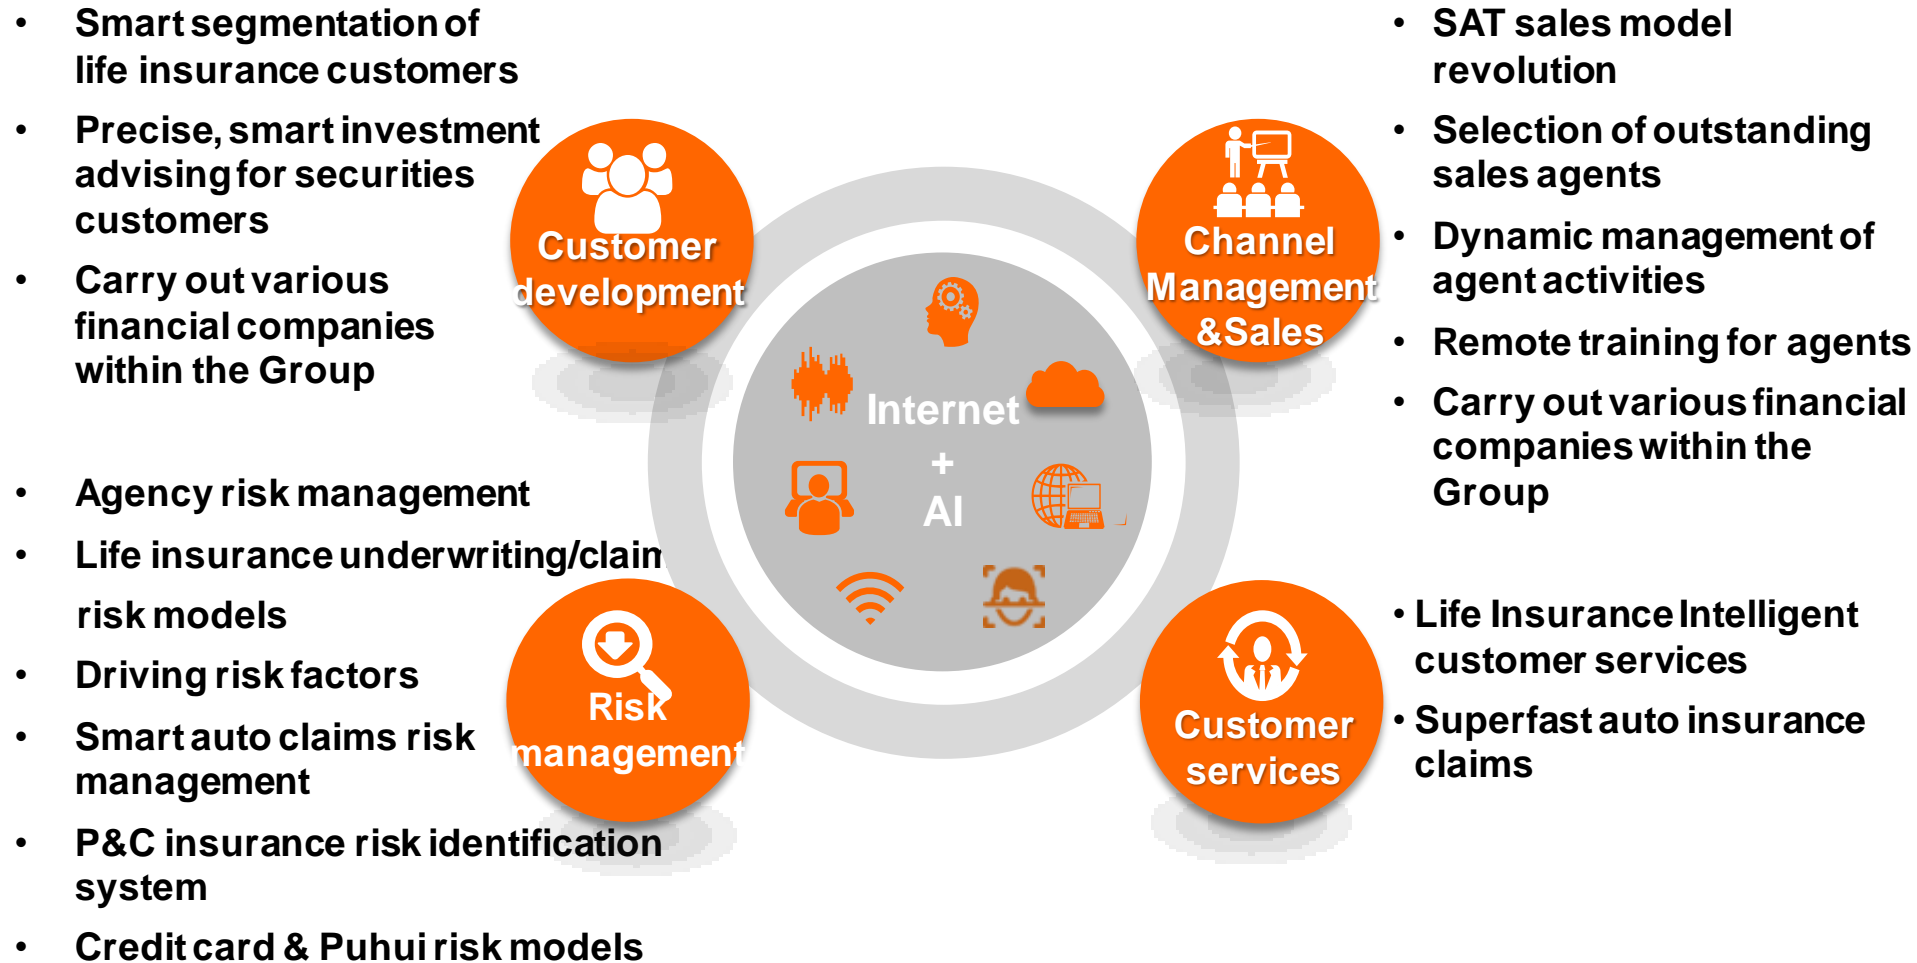 • Smart segmentation of
life insurance customers
• Precise, smart investment
advising for securities
customers
• Carry out various
financial companies
within the Group
Customer
development
• Agency risk management
• Life insurance underwriting/claim
risk models
• Driving risk factors
• Smart auto claims risk
management
• P&C insurance risk identification
system
• Credit card & Puhui risk models
Risk
management
Internet
+
AI
Channel
Management
&Sales
• SAT sales model
revolution
• Selection of outstanding
sales agents
• Dynamic management of
agent activities
• Remote training for agents
• Carry out various financial
companies within the
Group
Customer
services
• Life Insurance Intelligent
customer services
• Superfast auto insurance
claims